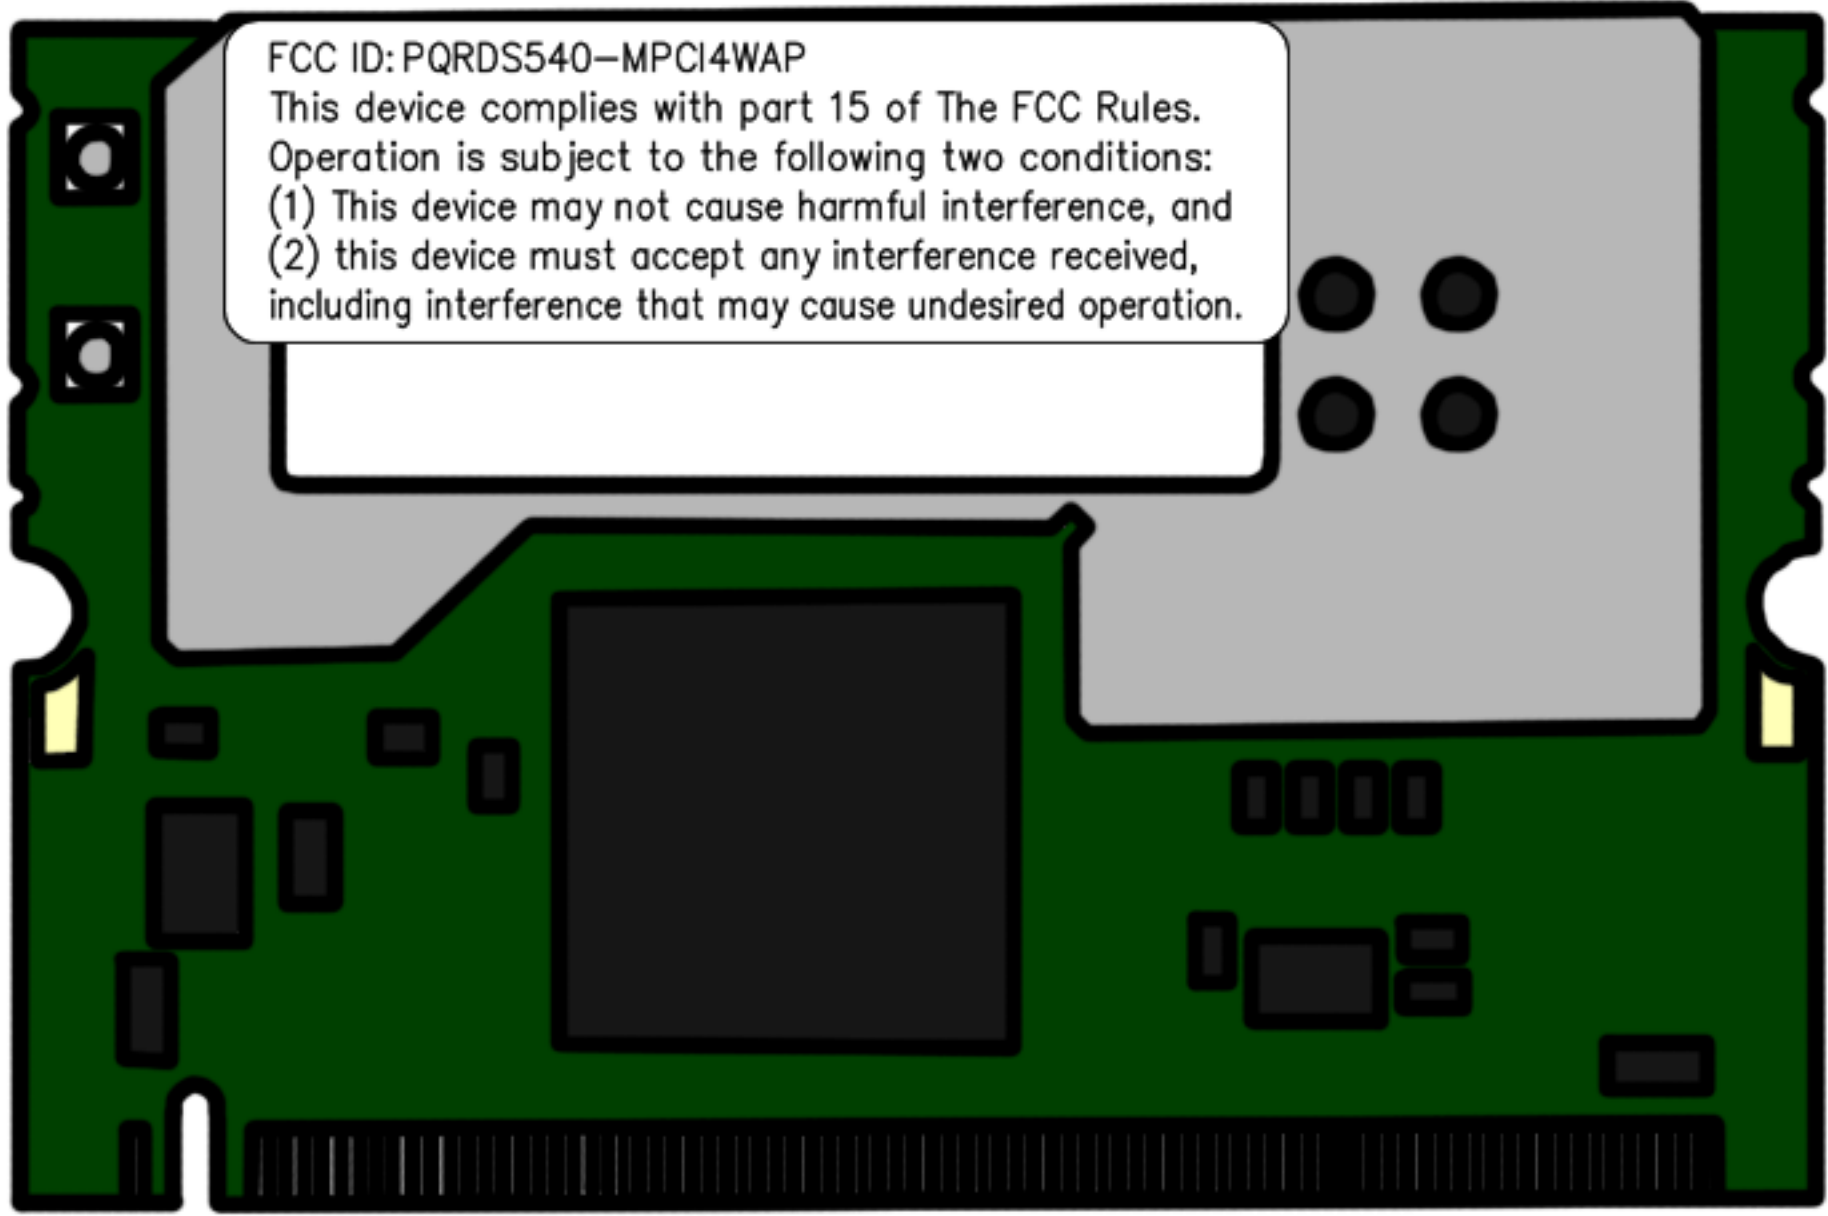 FCC ID: PQRDS540-MPCI4WAP
This device complies with part 15 of The FCC Rules.
Operation is subject to the following two conditions:
(1) This device may not cause harmful interference, and
(2) this device must accept any interference received,
including interference that may cause undesired operation.